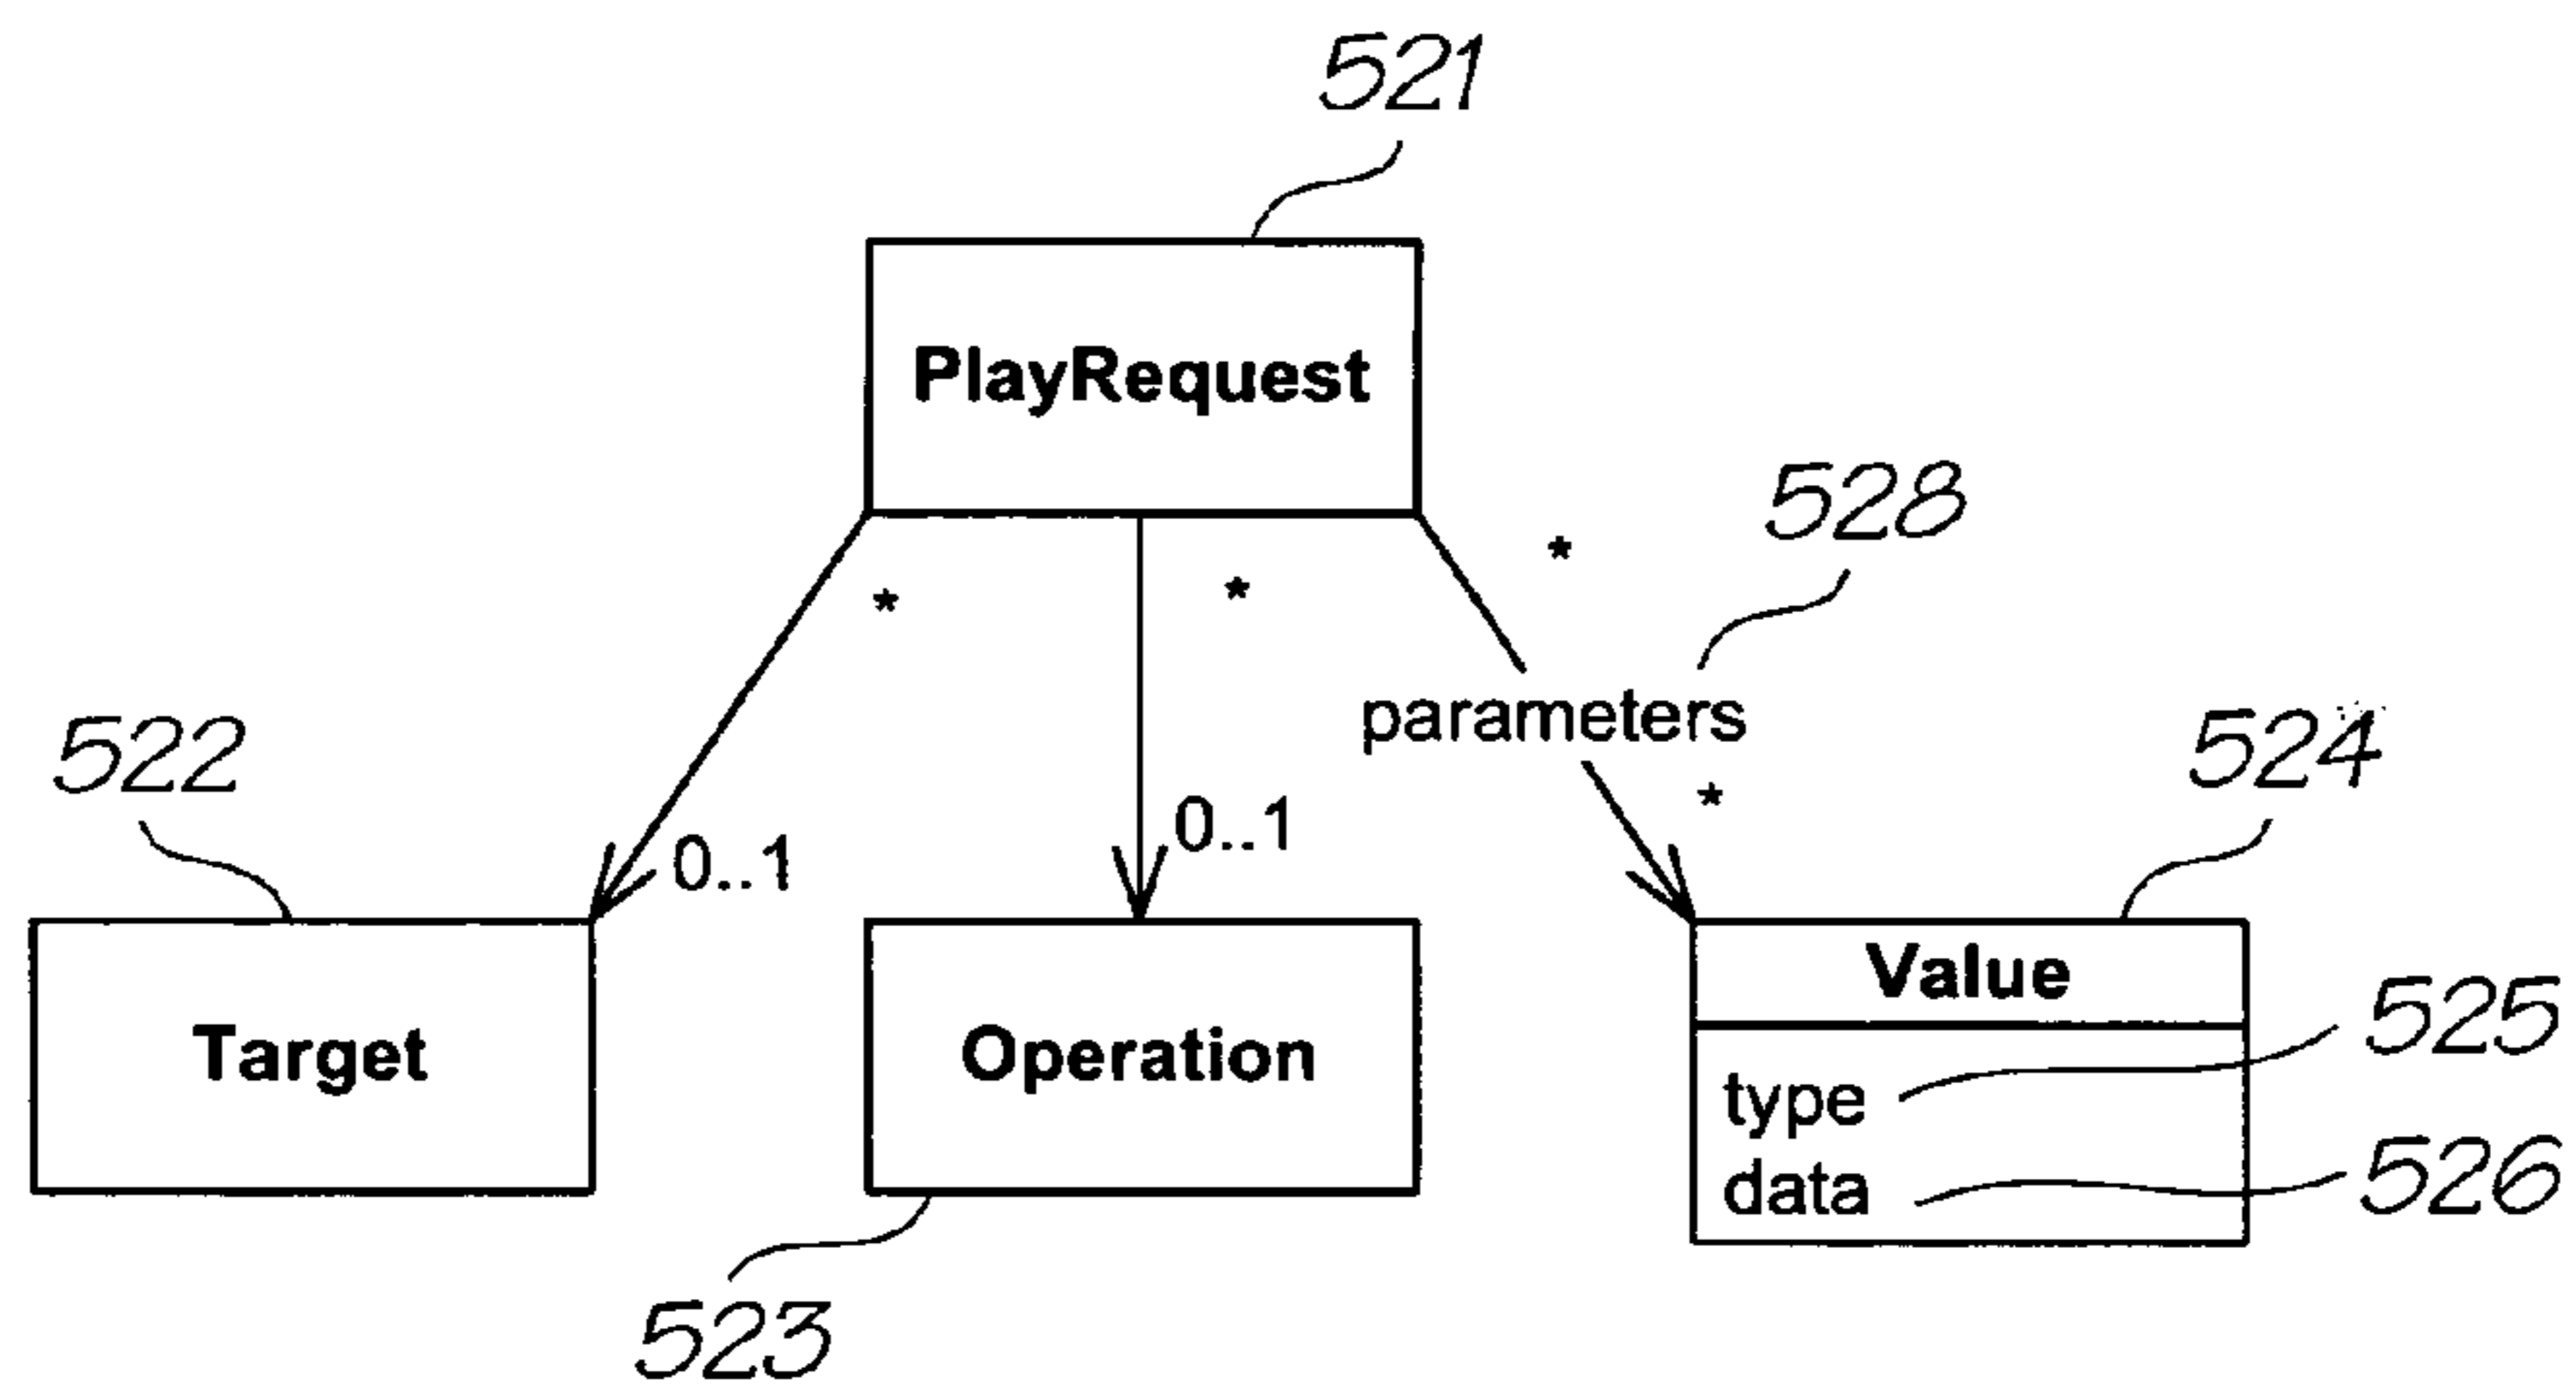 521
PlayRequest
528
*
* *
parameters
522
524
*
0..1
0..1
Value
Target
Operation
525
type
data
526
523